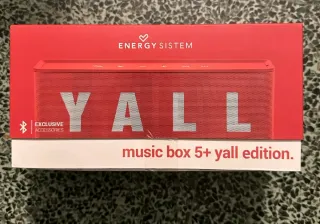 ENERGY SISTEM
YALL
EXCLUSIVE
ACCESSORIES
music box 5+ yall edition.